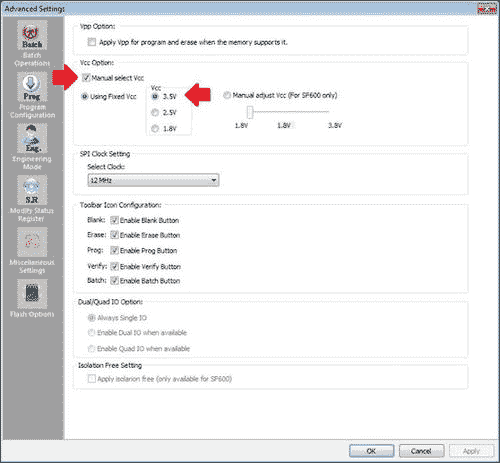 Advanced Settings
Batch
Batch
Operations
Prog
Program
Configuration
Eng.
Engineering
Mode
S.R
Modify Status
Register
Miscellaneous
Settings
Flash Options
Vpp Option:
Apply Vpp for program and erase when the memory supports it.
Vcc Option:
Manual select Vcc
Using Fixed Vcc
Vcc
3.5V
2.5V
1.8V
Manual adjust Vcc (For SF600 only)
1.8V 1.8V 3.8V
SPI Clock Setting
Select Clock:
12 MHz
Toolbar Icon Configuration:
Blank: Enable Blank Button
Erase: Enable Erase Button
Prog: Enable Prog Button
Verify: Enable Verify Button
Batch: Enable Batch Button
Dual/Quad IO Option:
Always Single IO
Enable Dual IO when available
Enable Quad IO when available
Isolation Free Setting
Apply isolation free (only available for SF600)
OK Cancel Apply